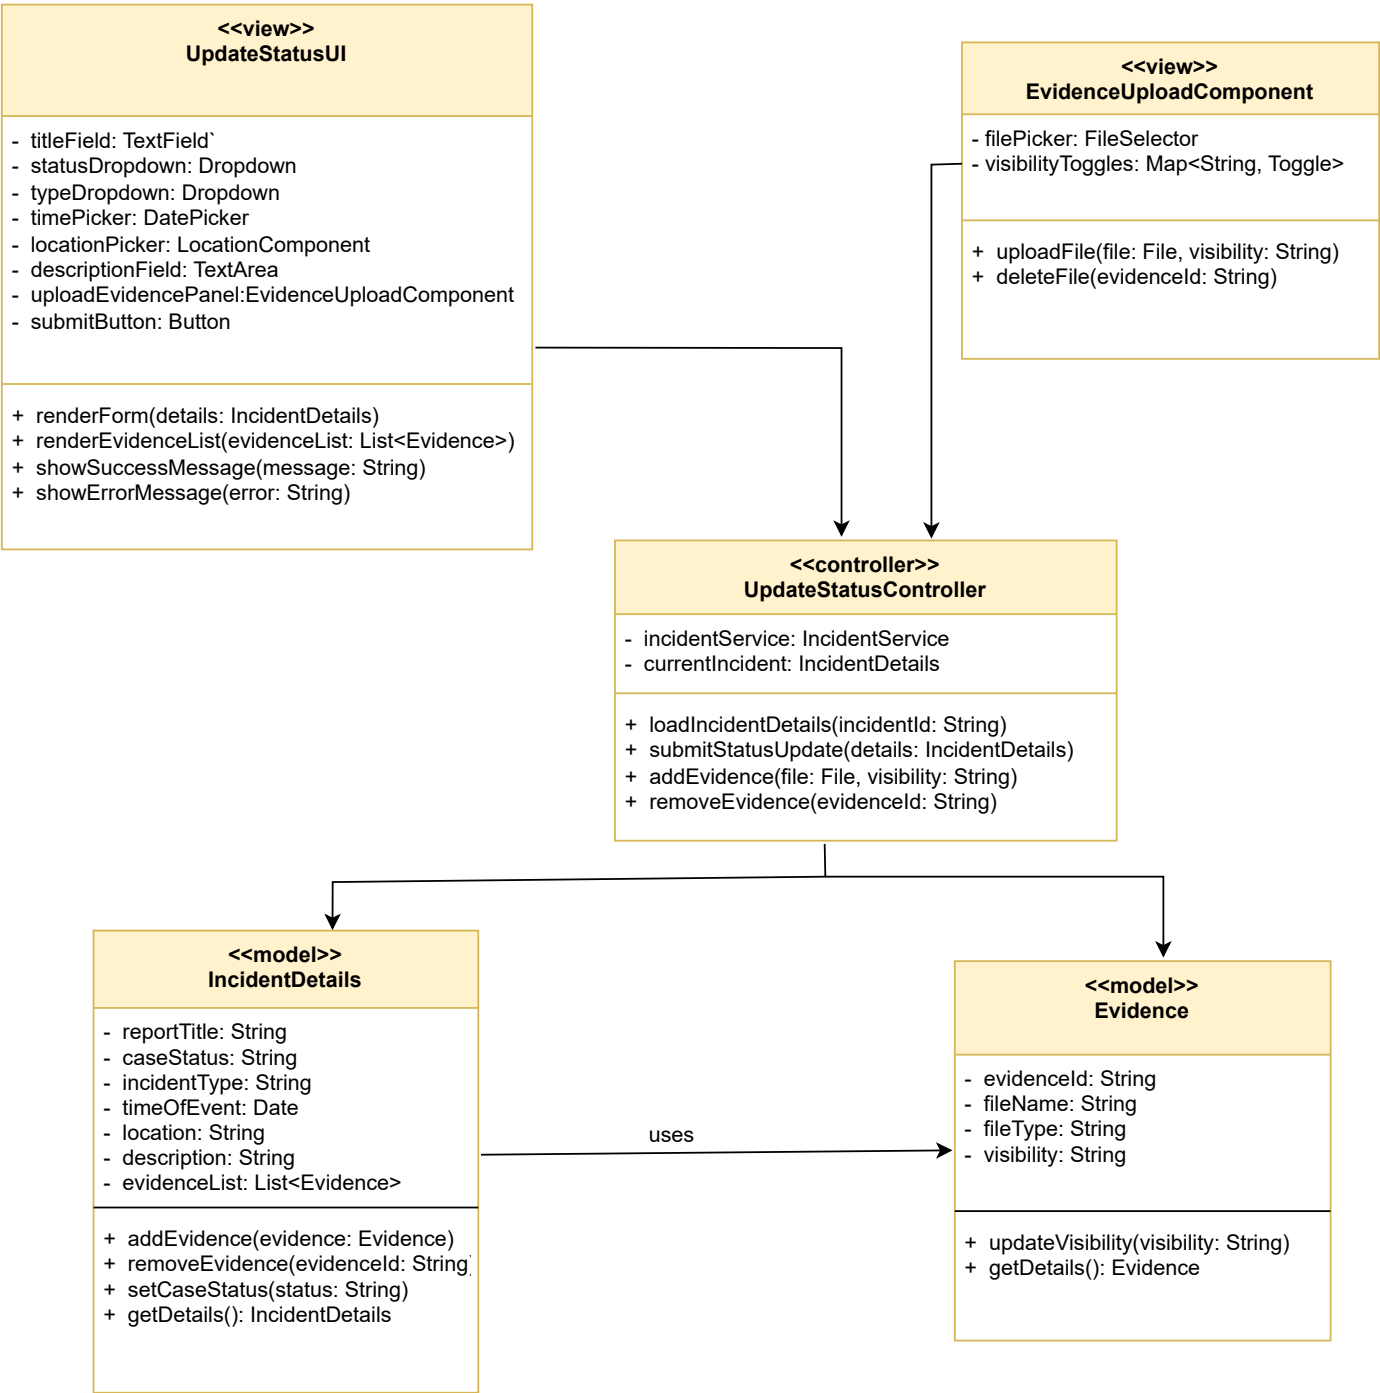 <<view>>
UpdateStatusUI
- titleField: TextField`
- statusDropdown: Dropdown
- typeDropdown: Dropdown
- timePicker: DatePicker
- locationPicker: LocationComponent
- descriptionField: TextArea
- uploadEvidencePanel:EvidenceUploadComponent
- submitButton: Button
+ renderForm(details: IncidentDetails)
+ renderEvidenceList(evidenceList: List<Evidence>)
+ showSuccessMessage(message: String)
+ showErrorMessage(error: String)
<<view>>
EvidenceUploadComponent
- filePicker: FileSelector
- visibilityToggles: Map<String, Toggle>
+ uploadFile(file: File, visibility: String)
+ deleteFile(evidenceId: String)
<<controller>>
UpdateStatusController
- incidentService: IncidentService
- currentIncident: IncidentDetails
+ loadIncidentDetails(incidentId: String)
+ submitStatusUpdate(details: IncidentDetails)
+ addEvidence(file: File, visibility: String)
+ removeEvidence(evidenceId: String)
<<model>>
IncidentDetails
- reportTitle: String
- caseStatus: String
- incidentType: String
- timeOfEvent: Date
- location: String
- description: String
- evidenceList: List<Evidence>
+ addEvidence(evidence: Evidence)
+ removeEvidence(evidenceId: String)
+ setCaseStatus(status: String)
+ getDetails(): IncidentDetails
uses
<<model>>
Evidence
- evidenceId: String
- fileName: String
- fileType: String
- visibility: String
+ updateVisibility(visibility: String)
+ getDetails(): Evidence